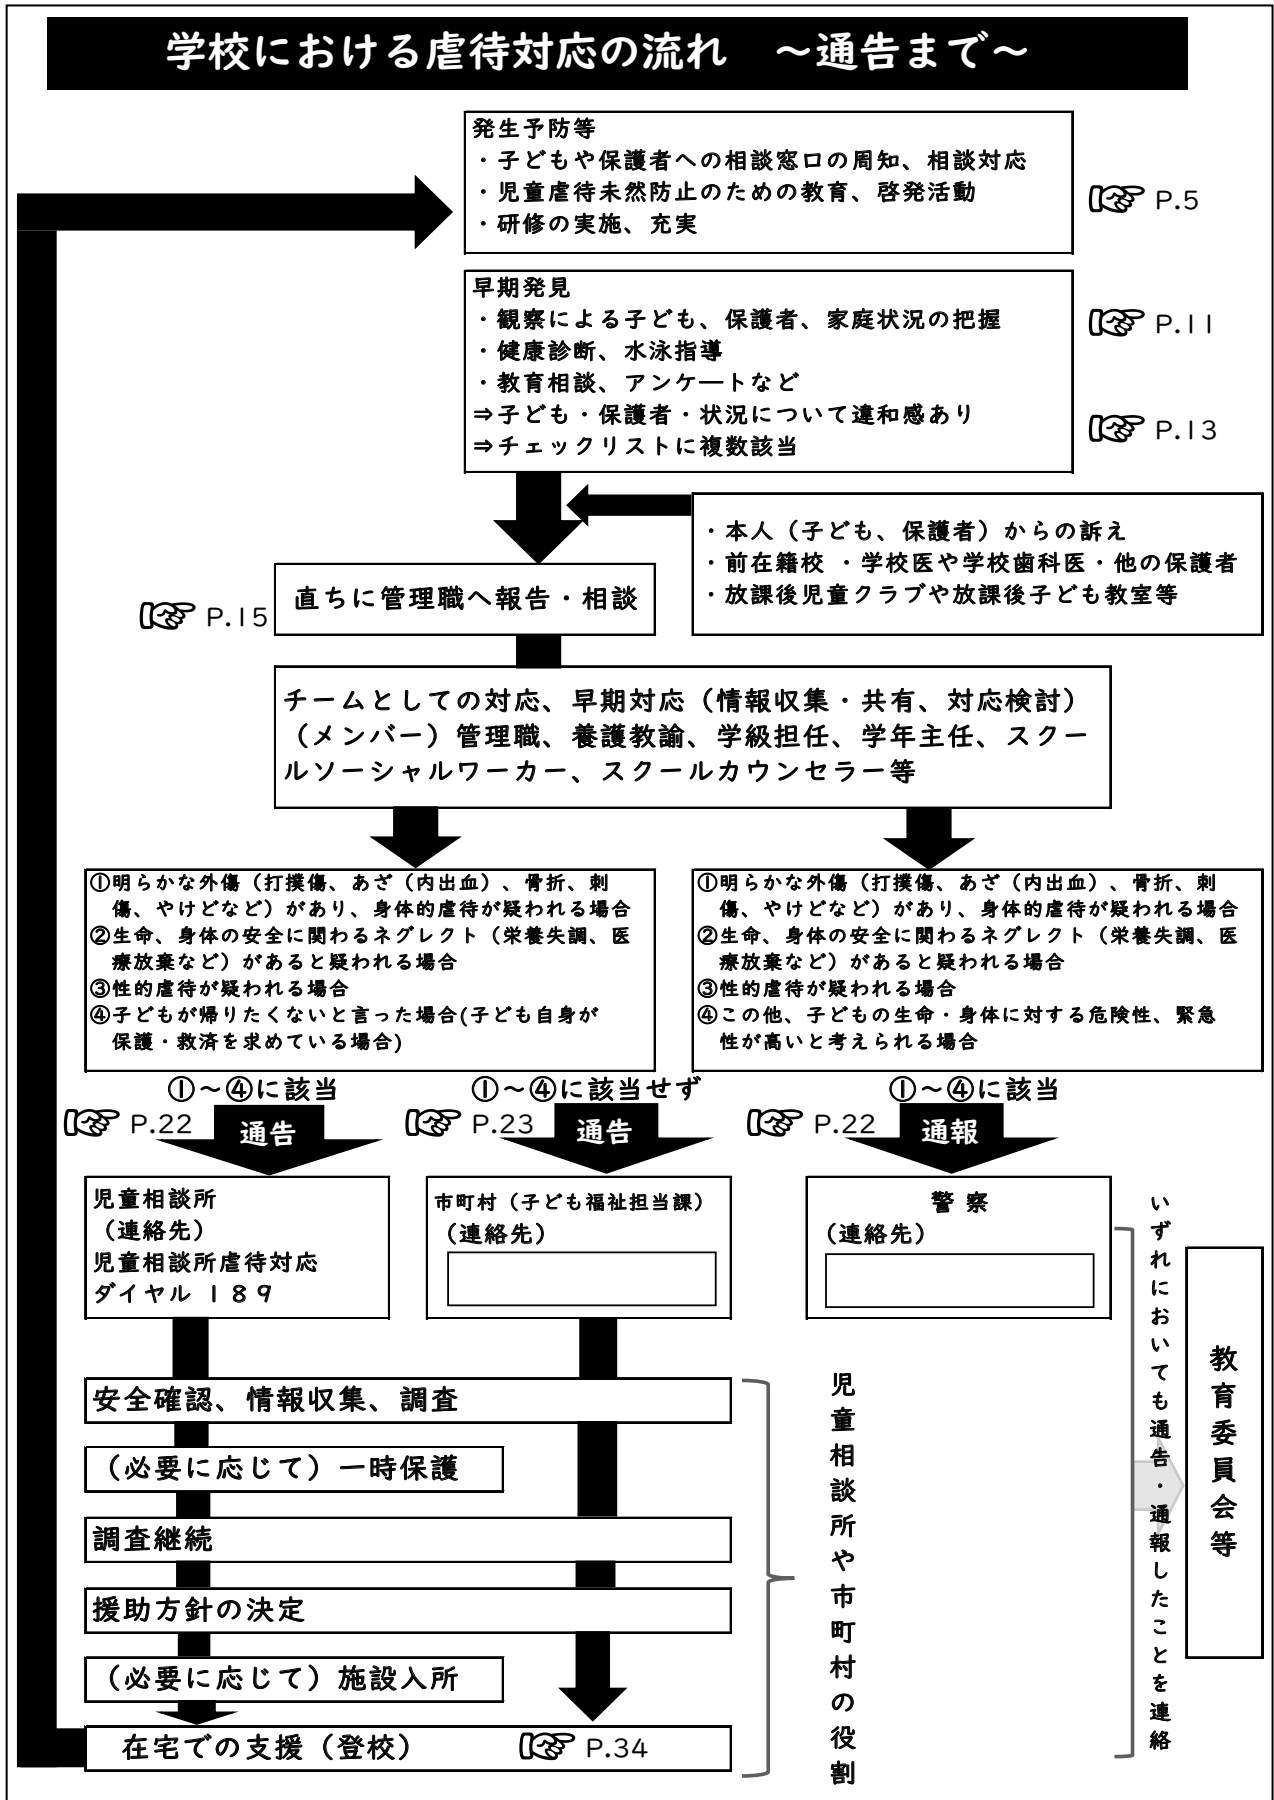 学校における虐待対応の流れ　～通告まで～
発生予防等
・子どもや保護者への相談窓口の周知、相談対応
・児童虐待未然防止のための教育、啓発活動
・研修の実施、充実
P.5
早期発見
・観察による子ども、保護者、家庭状況の把握
・健康診断、水泳指導
・教育相談、アンケートなど
⇒子ども・保護者・状況について違和感あり
⇒チェックリストに複数該当
P.11
P.13
・本人（子ども、保護者）からの訴え
・前在籍校 ・学校医や学校歯科医・他の保護者
・放課後児童クラブや放課後子ども教室等
P.15
直ちに管理職へ報告・相談
チームとしての対応、早期対応（情報収集・共有、対応検討）
（メンバー）管理職、養護教諭、学級担任、学年主任、スクー
ルソーシャルワーカー、スクールカウンセラー等
①明らかな外傷（打撲傷、あざ（内出血）、骨折、刺
傷、やけどなど）があり、身体的虐待が疑われる場合
②生命、身体の安全に関わるネグレクト（栄養失調、医
療放棄など）があると疑われる場合
③性的虐待が疑われる場合
④子どもが帰りたくないと言った場合(子ども自身が
保護・救済を求めている場合)
①明らかな外傷（打撲傷、あざ（内出血）、骨折、刺
傷、やけどなど）があり、身体的虐待が疑われる場合
②生命、身体の安全に関わるネグレクト（栄養失調、医
療放棄など）があると疑われる場合
③性的虐待が疑われる場合
④この他、子どもの生命・身体に対する危険性、緊急
性が高いと考えられる場合
①～④に該当
P.22
通告
①～④に該当せず
P.23
通告
①～④に該当
P.22
通報
児童相談所
（連絡先）
児童相談所虐待対応
ダイヤル １８９
市町村（子ども福祉担当課）
（連絡先）
警 察
（連絡先）
安全確認、情報収集、調査
（必要に応じて）一時保護
調査継続
援助方針の決定
（必要に応じて）施設入所
在宅での支援（登校）
P.34
児童相談所や市町村の役割
いずれにおいても通告・通報したことを連絡
教育委員会等